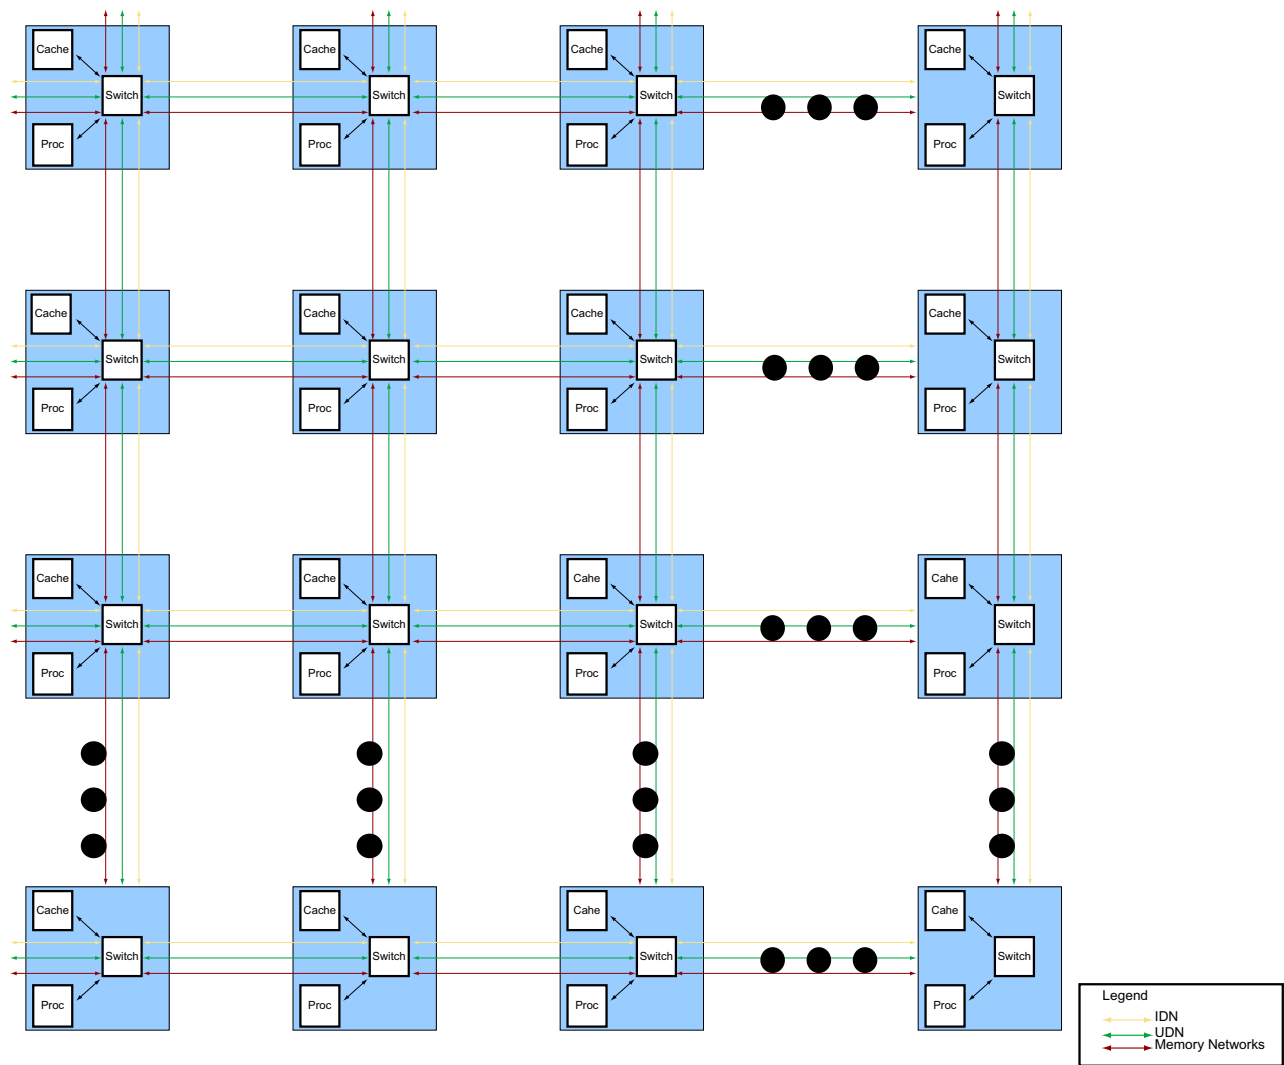 Cache Cache Cache Cache
Switch Switch Switch Switch
Proc Proc Proc Proc
Cache Cache Cache Cache
Switch Switch Switch Switch
Proc Proc Proc Proc
Cache Cache Cahe Cahe
Switch Switch Switch Switch
Proc Proc Proc Proc
Cache Cache Cahe Cahe
Switch Switch Switch Switch
Proc Proc Proc Proc
Legend
IDN
UDN
Memory Networks